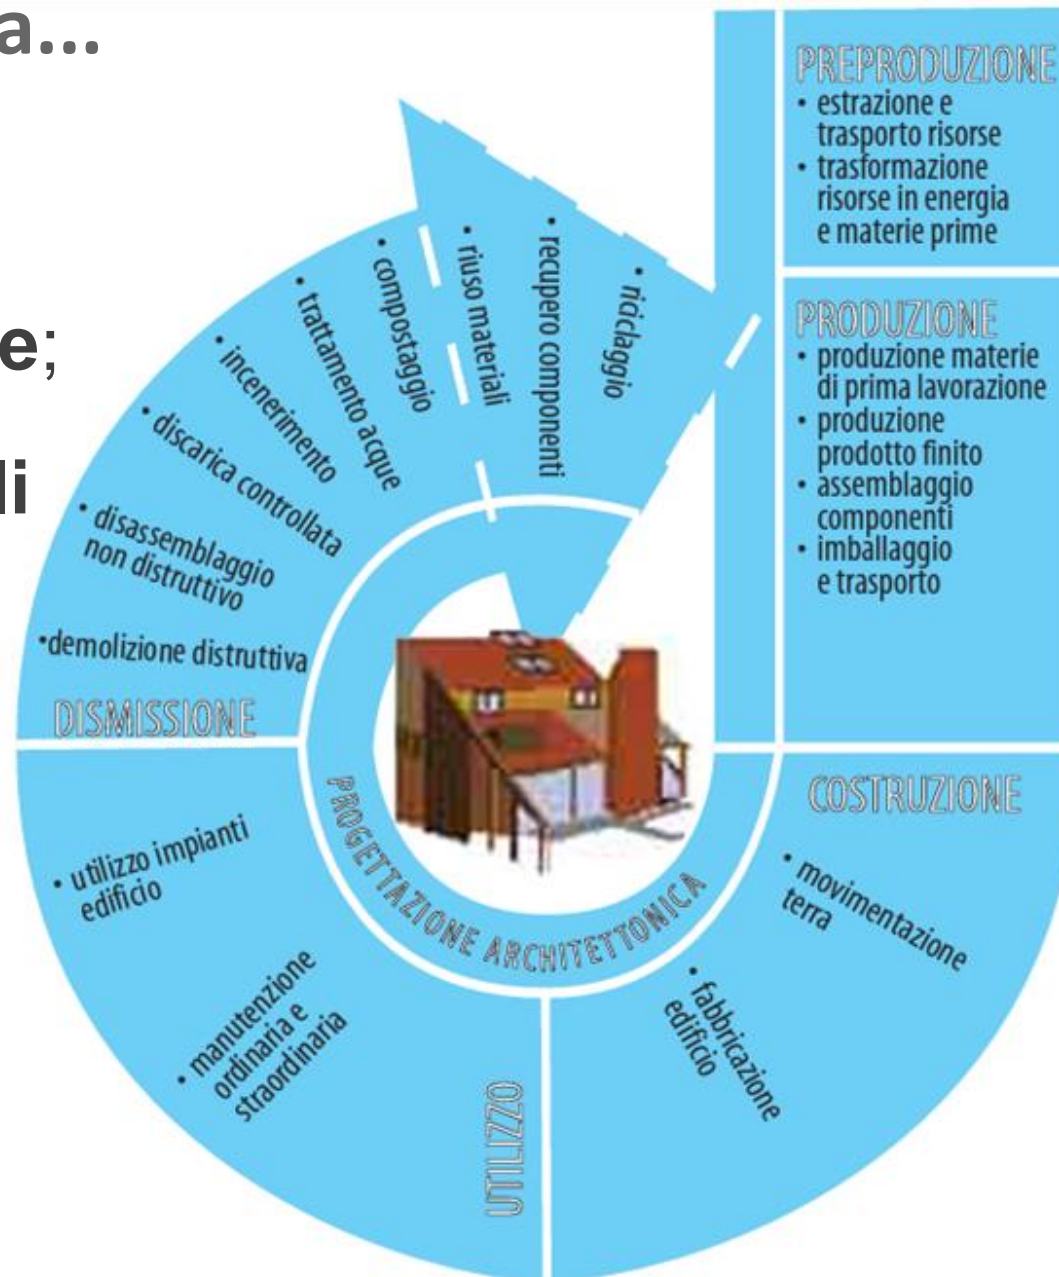 a...
e;
li
PREPRODUZIONE
• estrazione e
trasporto risorse
• trasformazione
risorse in energia
e materie prime
PRODUZIONE
• produzione materie
di prima lavorazione
• produzione
prodotto finito
• assemblaggio
componenti
• imballaggio
e trasporto
COSTRUZIONE
• movimentazione
terra
• fabbricazione
edificio
UTILIZZO
• manutenzione
ordinaria e
straordinaria
• utilizzo impianti
edificio
DISMISSIONE
•demolizione distruttiva
• disassemblaggio
non distruttivo
• discarica controllata
• incenerimento
• trattamento acque
• compostaggio
• riuso materiali
• recupero componenti
• riciclaggio
PROGETTAZIONE ARCHITETTONICA